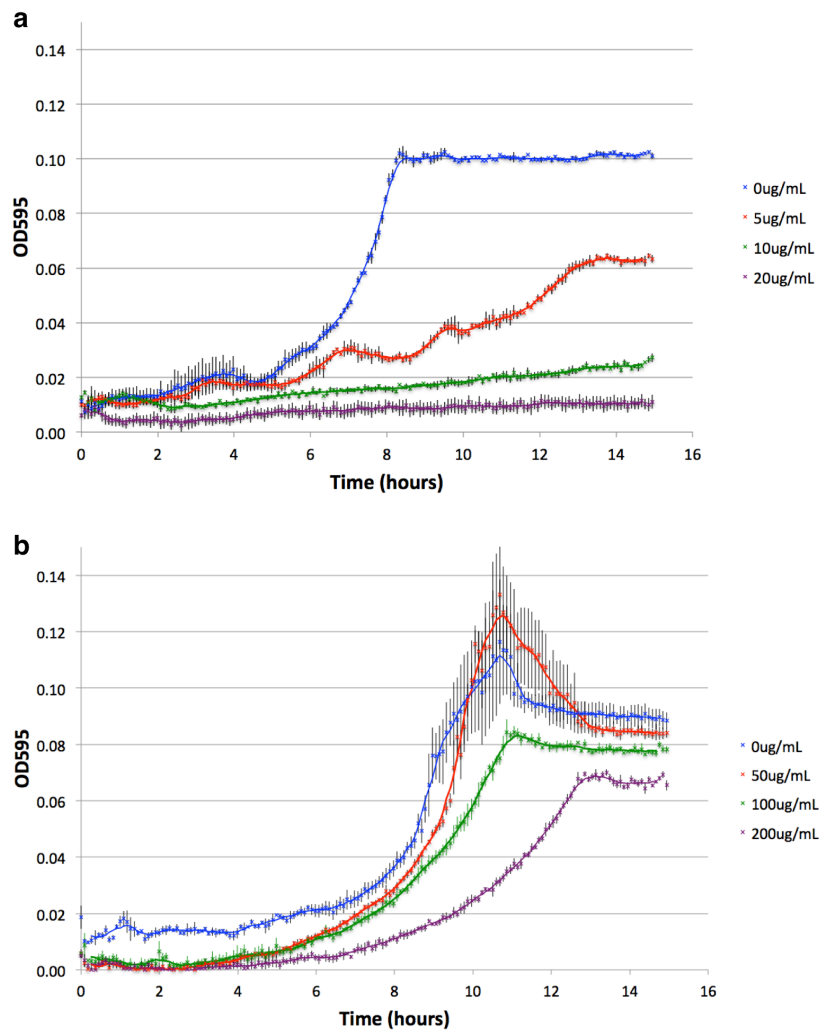 a
0.14
0.12
0.10
0.08
0.06
0.04
0.02
0.00
OD595
0 2 4 6 8 10 12 14 16
Time (hours)
0ug/mL
5ug/mL
10ug/mL
20ug/mL
b
0.14
0.12
0.10
0.08
0.06
0.04
0.02
0.00
OD595
0 2 4 6 8 10 12 14 16
Time (hours)
0ug/mL
50ug/mL
100ug/mL
200ug/mL